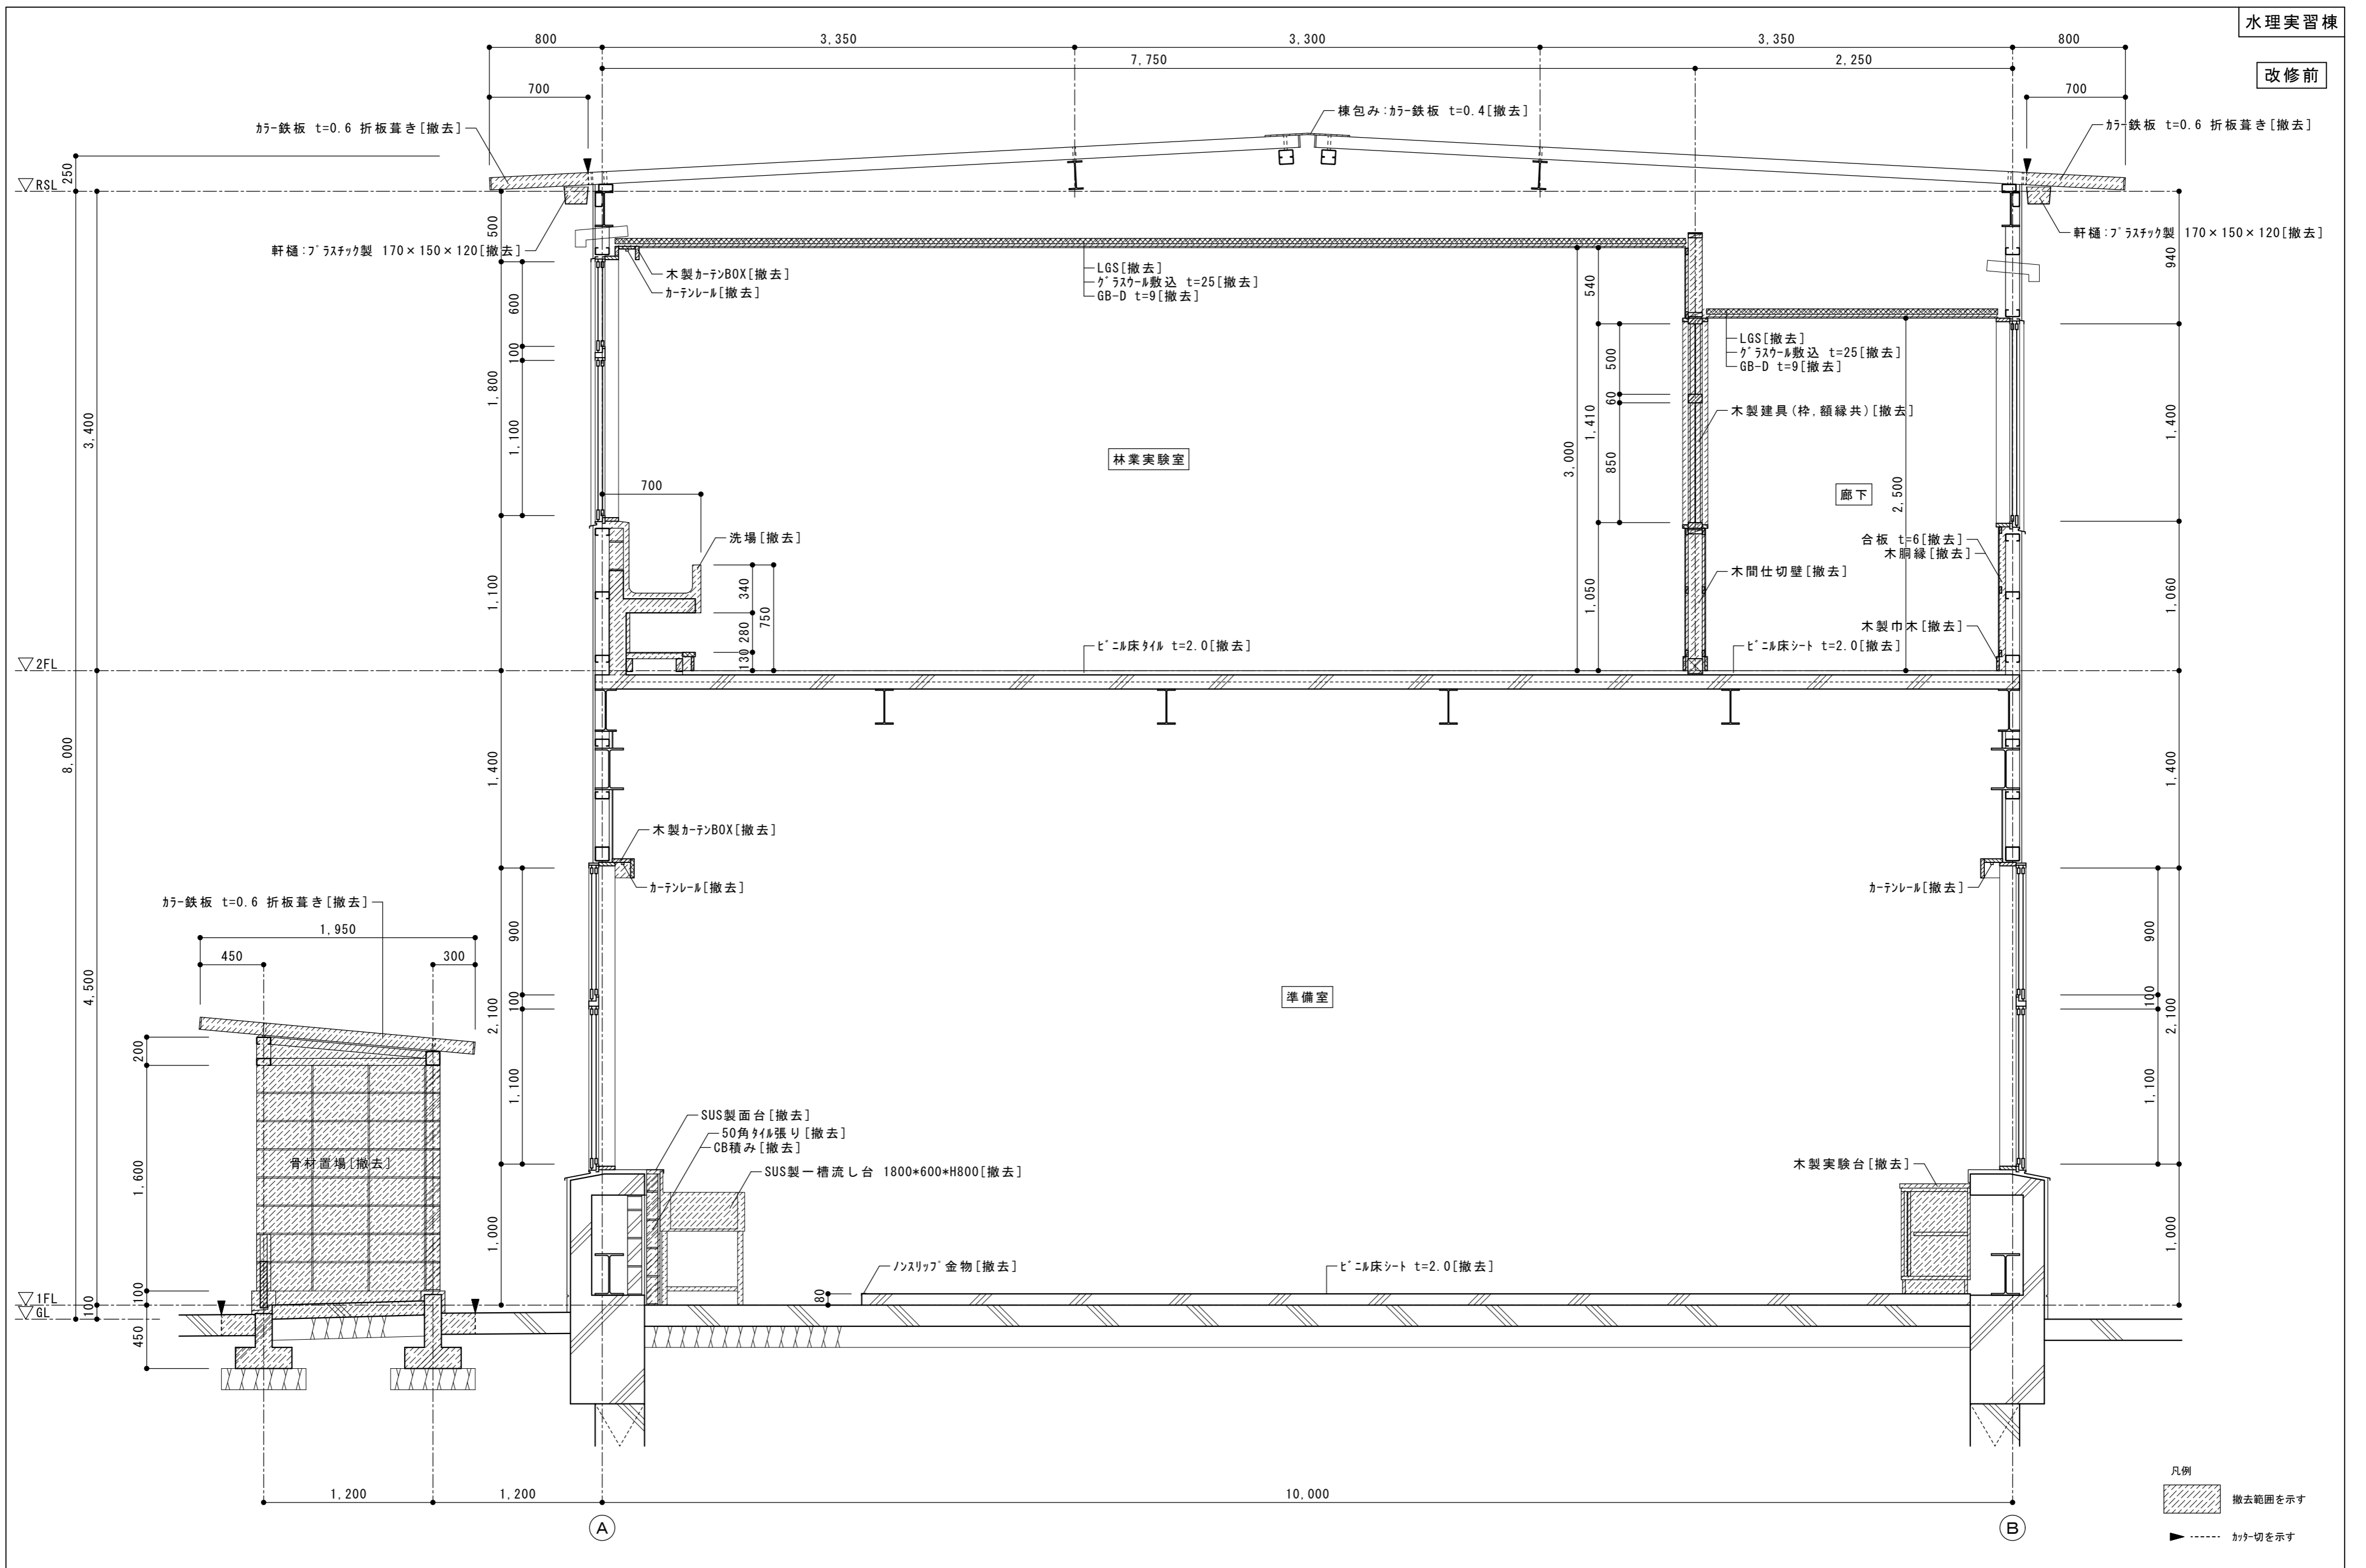 水理実習棟
改修前
800
3,350
3,300
3,350
800
7,750
2,250
700
700
棟包み:カラー鉄板 t=0.4[撤去]
カラー鉄板 t=0.6 折板葺き[撤去]
カラー鉄板 t=0.6 折板葺き[撤去]
250
▽RSL
500
940
軒樋:プラスチック製 170×150×120[撤去]
軒樋:プラスチック製 170×150×120[撤去]
木製カーテンBOX[撤去]
カーテンレール[撤去]
LGS[撤去]
グラスウール敷込 t=25[撤去]
GB-D t=9[撤去]
540
600
100
1,800
1,100
3,400
LGS[撤去]
グラスウール敷込 t=25[撤去]
GB-D t=9[撤去]
500
60
1,410
850
3,000
木製建具(枠,額縁共)[撤去]
1,400
林業実験室
廊下
2,500
700
洗場[撤去]
合板 t=6[撤去]
木胴縁[撤去]
木間仕切壁[撤去]
1,100
340
750
280
130
1,050
1,060
木製巾木[撤去]
ビニル床タイル t=2.0[撤去]
ビニル床シート t=2.0[撤去]
▽2FL
8,000
1,400
1,400
木製カーテンBOX[撤去]
カーテンレール[撤去]
カーテンレール[撤去]
カラー鉄板 t=0.6 折板葺き[撤去]
1,950
450
300
4,500
900
100
2,100
1,100
900
100
2,100
1,100
準備室
200
1,600
骨材置場[撤去]
SUS製面台[撤去]
50角タイル張り[撤去]
CB積み[撤去]
SUS製一槽流し台 1800*600*H800[撤去]
木製実験台[撤去]
1,000
1,000
ノンスリップ金物[撤去]
ビニル床シート t=2.0[撤去]
80
100
▽1FL
▽GL
100
450
1,200
1,200
10,000
A
B
凡例
撤去範囲を示す
カッター切を示す